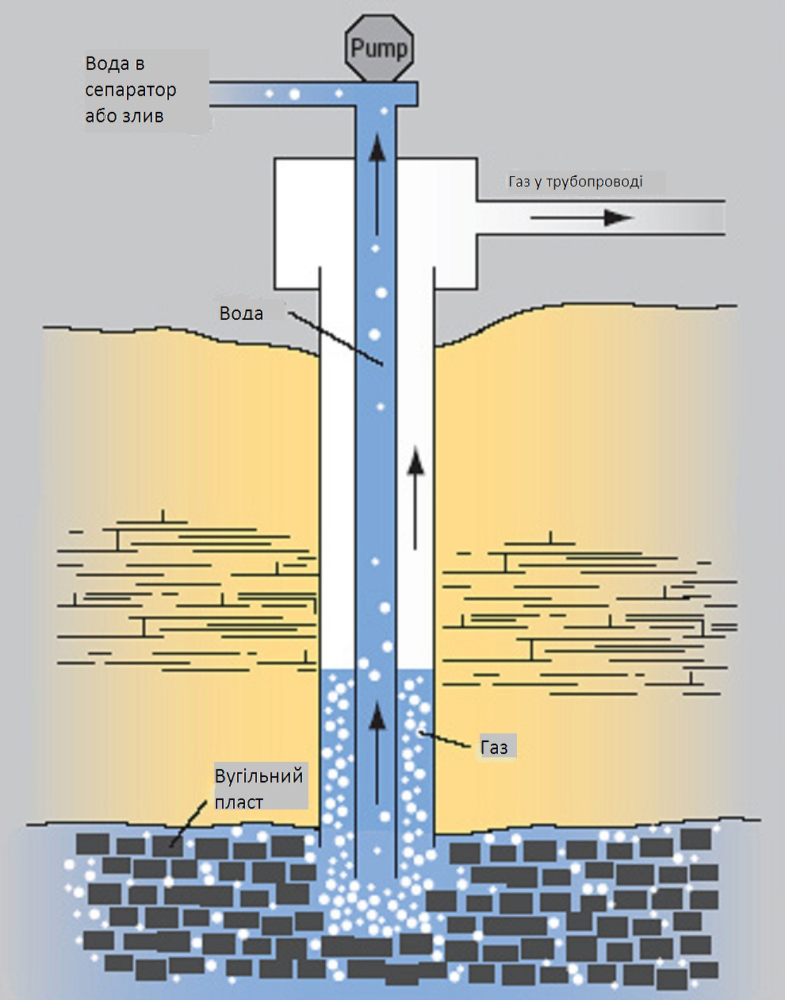 Pump
Вода в
сепаратор
або злив
Газ у трубопроводі
Вода
Газ
Вугільний
пласт